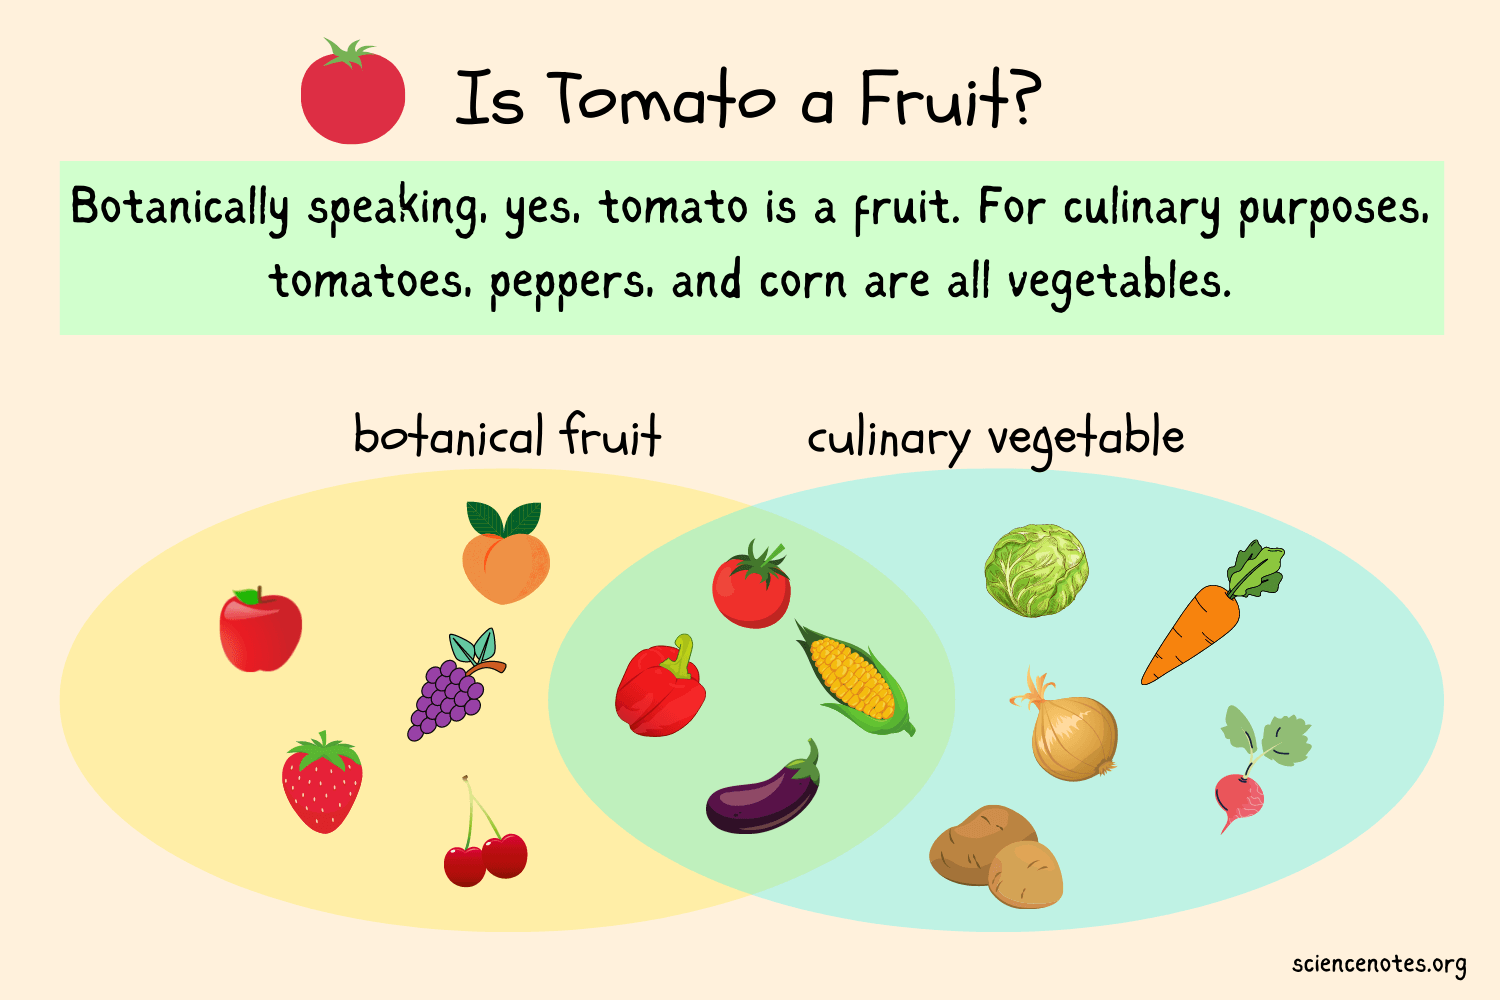 Is Tomato a Fruit?
Botanically speaking, yes, tomato is a fruit. For culinary purposes,
tomatoes, peppers, and corn are all vegetables.
botanical fruit
culinary vegetable
sciencenotes.org